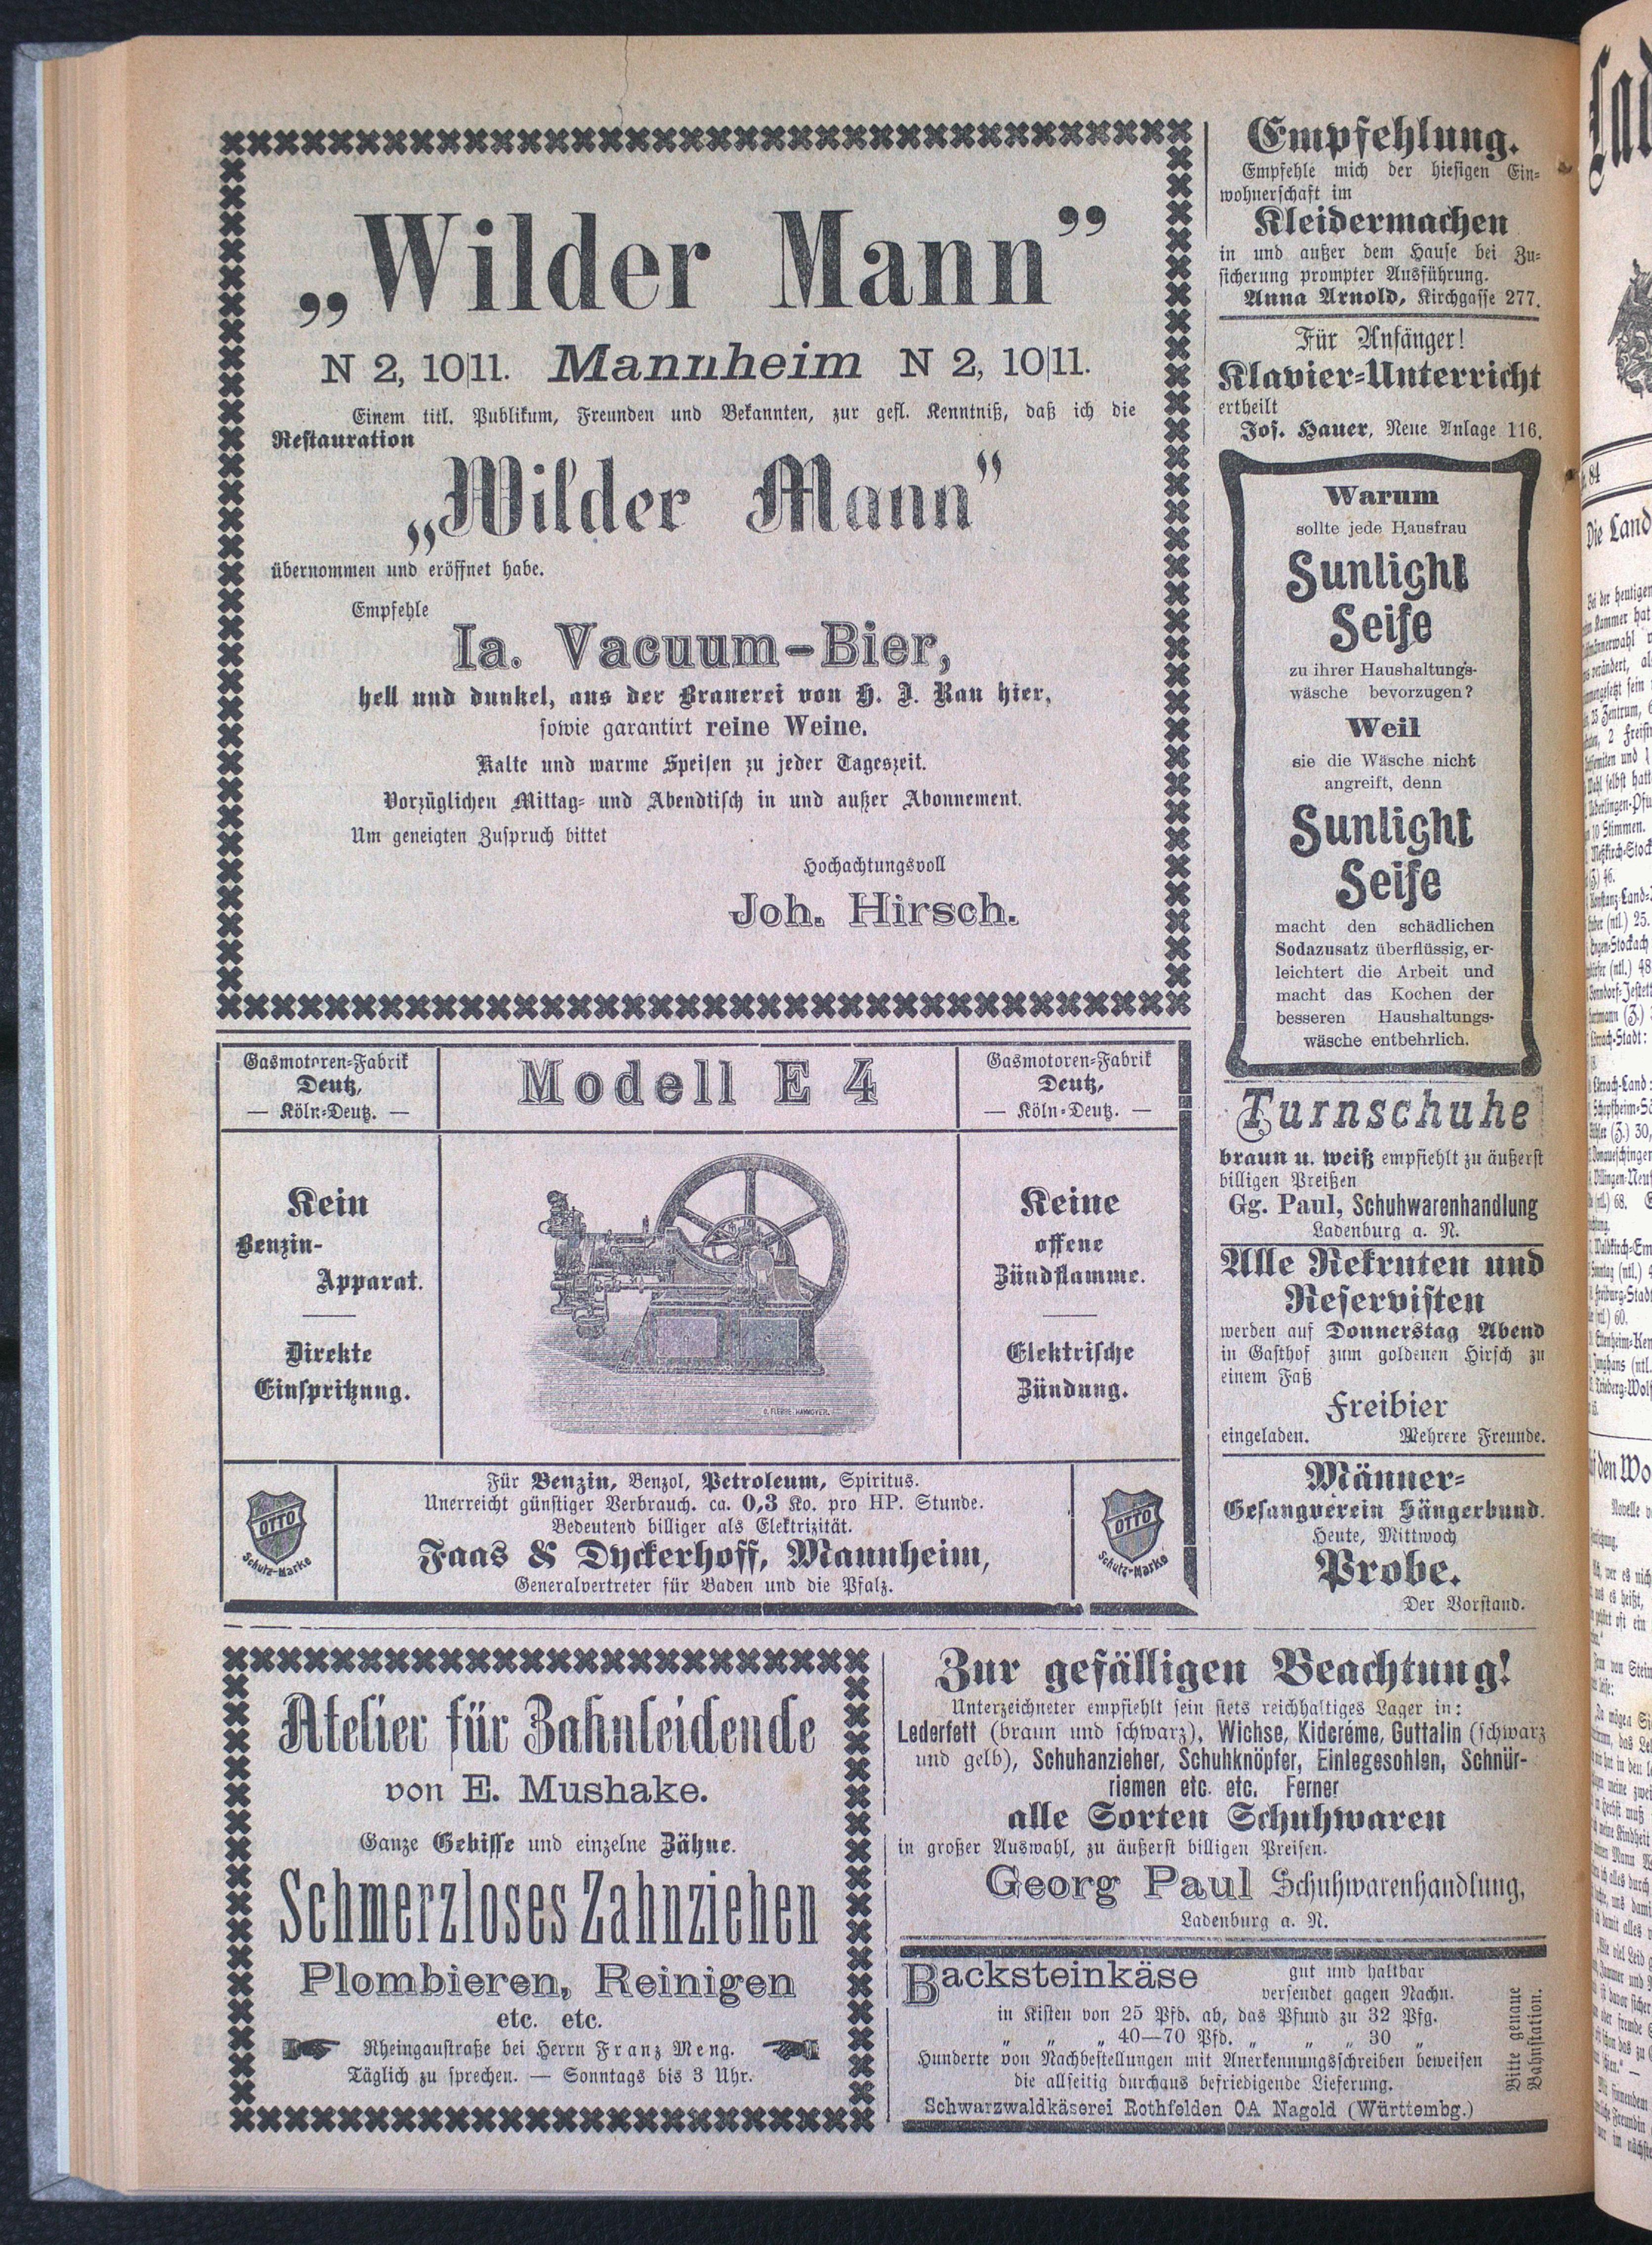 „Wilder Mann”
N 2, 10|11. Mannheim N 2, 10|11.
Einem titl. Publikum, Freunden und Bekannten, zur gefl. Kenntniß, daß ich die
Restauration
„Wilder Mann”
übernommen und eröffnet habe.
Empfehle
Ia. Vacuum-Bier,
hell und dunkel, aus der Brauerei von H. J. Rau hier,
sowie garantirt reine Weine.
Kalte und warme Speisen zu jeder Tageszeit.
Vorzüglichen Mittag- und Abendtisch in und außer Abonnement.
Um geneigten Zuspruch bittet
Hochachtungsvoll
Joh. Hirsch.
Gasmotoren-Fabrik
Deutz,
— Köln-Deutz. —
Modell E 4
Gasmotoren-Fabrik
Deutz,
— Köln-Deutz. —
Kein
Benzin-
Apparat.
Direkte
Einspritzung.
Keine
offene
Zündflamme.
Elektrische
Zündung.
OTTO
Schutz-Marke
Für Benzin, Benzol, Petroleum, Spiritus.
Unerreicht günstiger Verbrauch. ca. 0,3 Ko. pro HP. Stunde.
Bedeutend billiger als Elektrizität.
Faas & Dyckerhoff, Mannheim,
Generalvertreter für Baden und die Pfalz.
OTTO
Schutz-Marke
Atelier für Zahnleidende
von E. Mushake.
Ganze Gebisse und einzelne Zähne.
Schmerzloses Zahnziehen
Plombieren, Reinigen
etc. etc.
Rheingaustraße bei Herrn Franz Meng.
Täglich zu sprechen. — Sonntags bis 3 Uhr.
Empfehlung.
Empfehle mich der hiesigen Ein-
wohnerschaft im
Kleidermachen
in und außer dem Hause bei Zu-
sicherung prompter Ausführung.
Anna Arnold, Kirchgasse 277.
Für Anfänger!
Klavier-Unterricht
ertheilt
Jos. Hauer, Neue Anlage 116.
Warum
sollte jede Hausfrau
Sunlight
Seife
zu ihrer Haushaltungs-
wäsche bevorzugen?
Weil
sie die Wäsche nicht
angreift, denn
Sunlicht
Seife
macht den schädlichen
Sodazusatz überflüssig, er-
leichtert die Arbeit und
macht das Kochen der
besseren Haushaltungs-
wäsche entbehrlich.
Turnschuhe
braun u. weiß empfiehlt zu äußerst
billigen Preißen
Gg. Paul, Schuhwarenhandlung
Ladenburg a. N.
Alle Rekruten und
Reservisten
werden auf Donnerstag Abend
in Gasthof zum goldenen Hirsch zu
einem Faß
Freibier
eingeladen. Mehrere Freunde.
Männer-
Gesangverein Sängerbund.
Heute, Mittwoch
Probe.
Der Vorstand.
Zur gefälligen Beachtung!
Unterzeichneter empfiehlt sein stets reichhaltiges Lager in:
Lederfett (braun und schwarz), Wichse, Kidcréme, Guttalin (schwarz
und gelb), Schuhanzieher, Schuhknöpfer, Einlegesohlen, Schnür-
riemen etc. etc. Ferner
alle Sorten Schuhwaren
in großer Auswahl, zu äußerst billigen Preisen.
Georg Paul Schuhwarenhandlung,
Ladenburg a. N.
Backsteinkäse gut und haltbar
versendet gagen Nachn.
in Kisten von 25 Pfd. ab, das Pfund zu 32 Pfg.
„ „ „ 40—70 Pfd. „ „ „ 30 „
Hunderte von Nachbestellungen mit Anerkennungsschreiben beweisen
die allseitig durchaus befriedigende Lieferung.
Schwarzwaldkäserei Rothfelden OA Nagold (Württembg.)
Bitte genaue
Bahnstation.